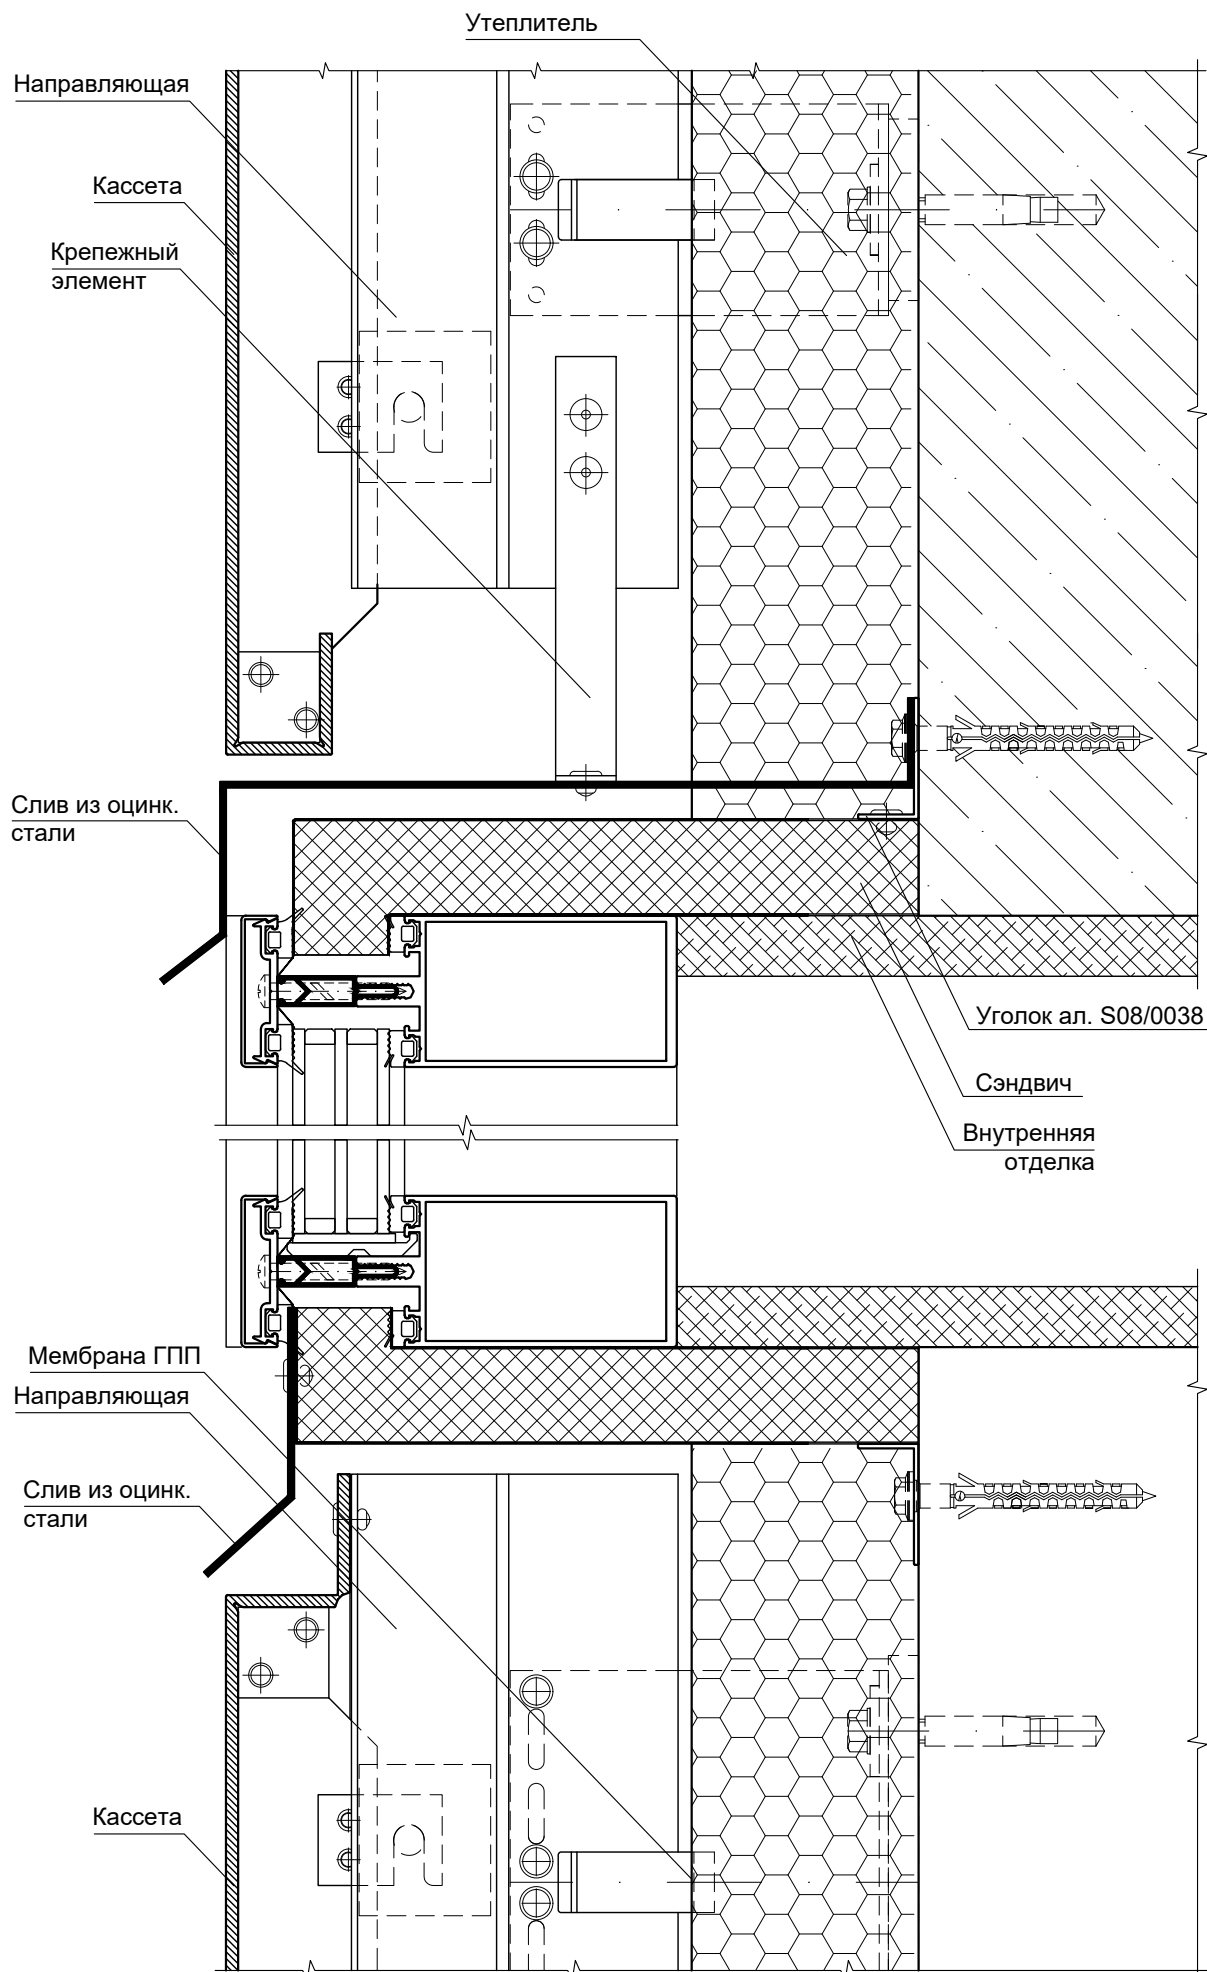 Утеплитель
Направляющая
Кассета
Крепежный
элемент
Слив из оцинк.
стали
Уголок ал. S08/0038
Сэндвич
Внутренняя
отделка
Мембрана ГПП
Направляющая
Слив из оцинк.
стали
Кассета